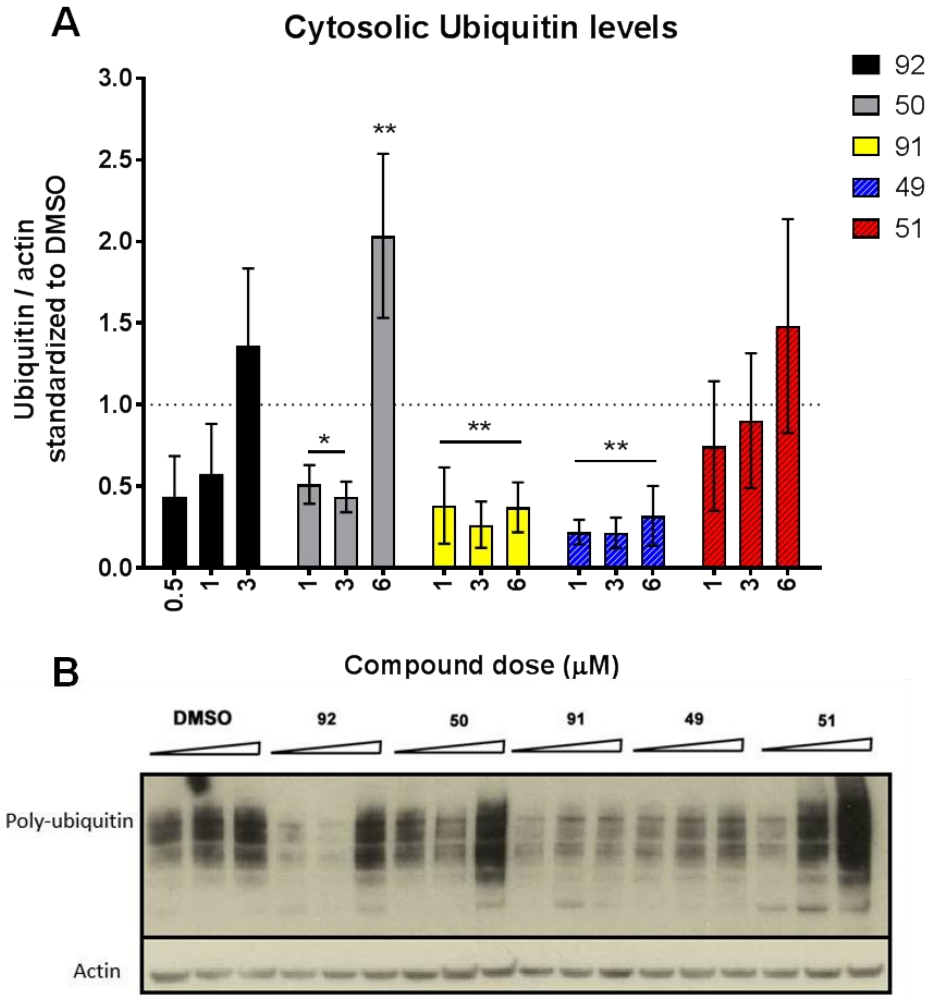 A
Cytosolic Ubiquitin levels
92
50
91
49
51
Ubiquitin / actin
standardized to DMSO
3.0
2.5
2.0
1.5
1.0
0.5
0.0
**
*
**
**
0.5 1 3 1 3 6 1 3 6 1 3 6 1 3 6
Compound dose (µM)
B
DMSO 92 50 91 49 51
Poly-ubiquitin
Actin